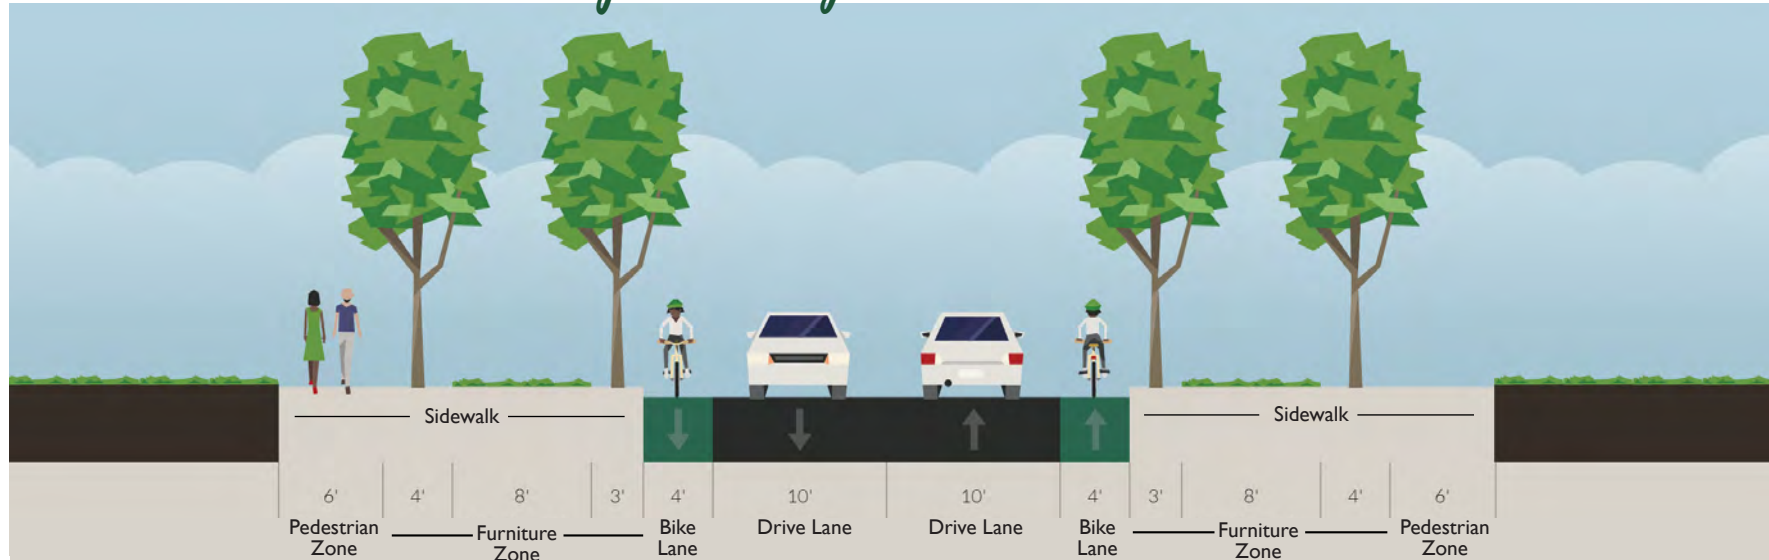 Sidewalk
Sidewalk
6' 4' 8' 3' 4' 10' 10' 4' 3' 8' 4' 6'
Pedestrian Zone
Furniture Zone
Bike Lane
Drive Lane
Drive Lane
Bike Lane
Furniture Zone
Pedestrian Zone